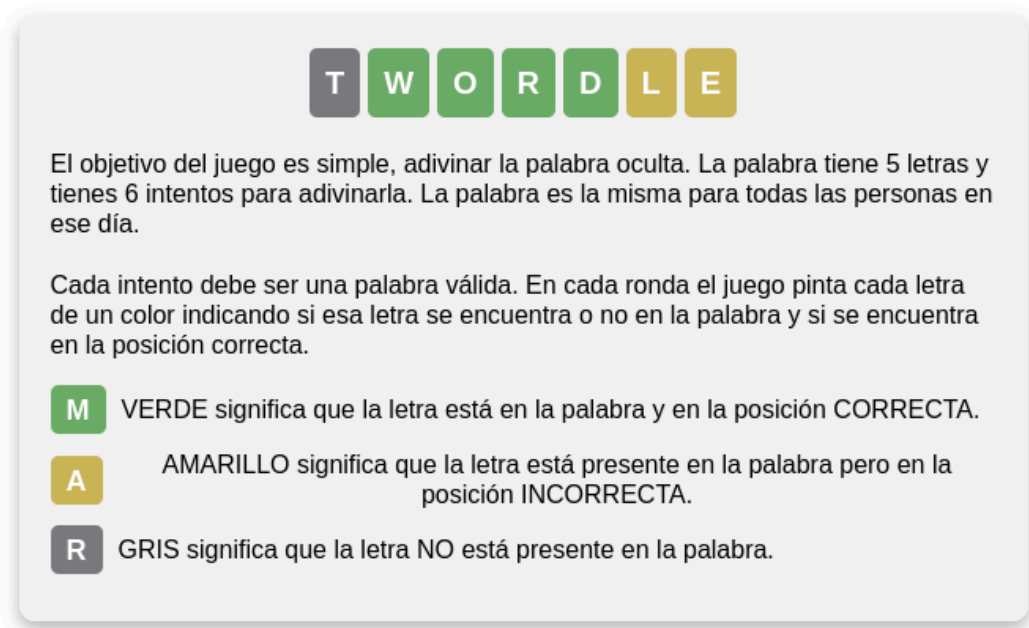 TWORDLE
El objetivo del juego es simple, adivinar la palabra oculta. La palabra tiene 5 letras y
tienes 6 intentos para adivinarla. La palabra es la misma para todas las personas en
ese día.
Cada intento debe ser una palabra válida. En cada ronda el juego pinta cada letra
de un color indicando si esa letra se encuentra o no en la palabra y si se encuentra
en la posición correcta.
M VERDE significa que la letra está en la palabra y en la posición CORRECTA.
A AMARILLO significa que la letra está presente en la palabra pero en la
posición INCORRECTA.
R GRIS significa que la letra NO está presente en la palabra.